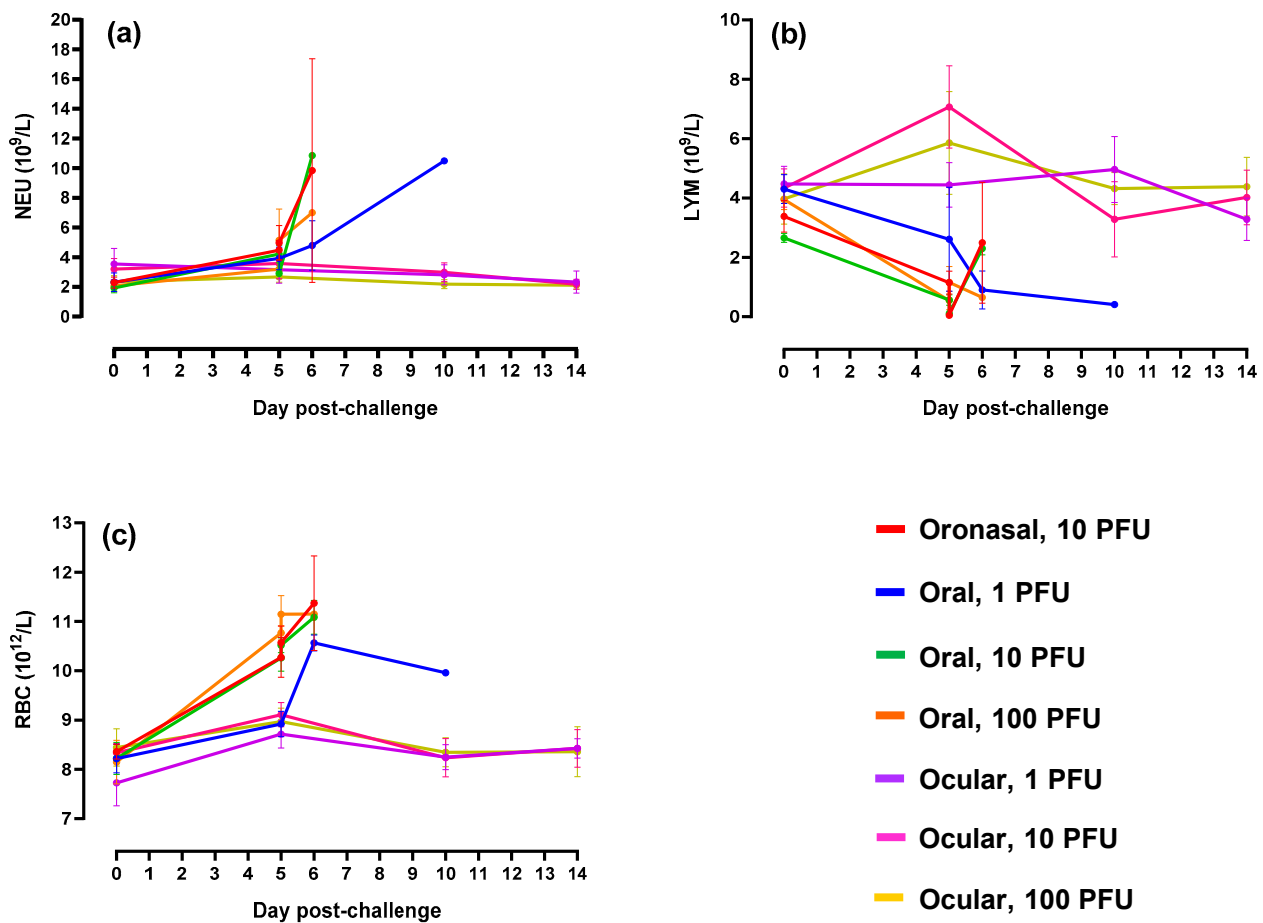 (a)
NEU (10⁹/L)
20
18
16
14
12
10
8
6
4
2
0
0 1 2 3 4 5 6 7 8 9 10 11 12 13 14
Day post-challenge
(b)
LYM (10⁹/L)
10
8
6
4
2
0
0 1 2 3 4 5 6 7 8 9 10 11 12 13 14
Day post-challenge
(c)
RBC (10¹²/L)
13
12
11
10
9
8
7
0 1 2 3 4 5 6 7 8 9 10 11 12 13 14
Day post-challenge
Oronasal, 10 PFU
Oral, 1 PFU
Oral, 10 PFU
Oral, 100 PFU
Ocular, 1 PFU
Ocular, 10 PFU
Ocular, 100 PFU